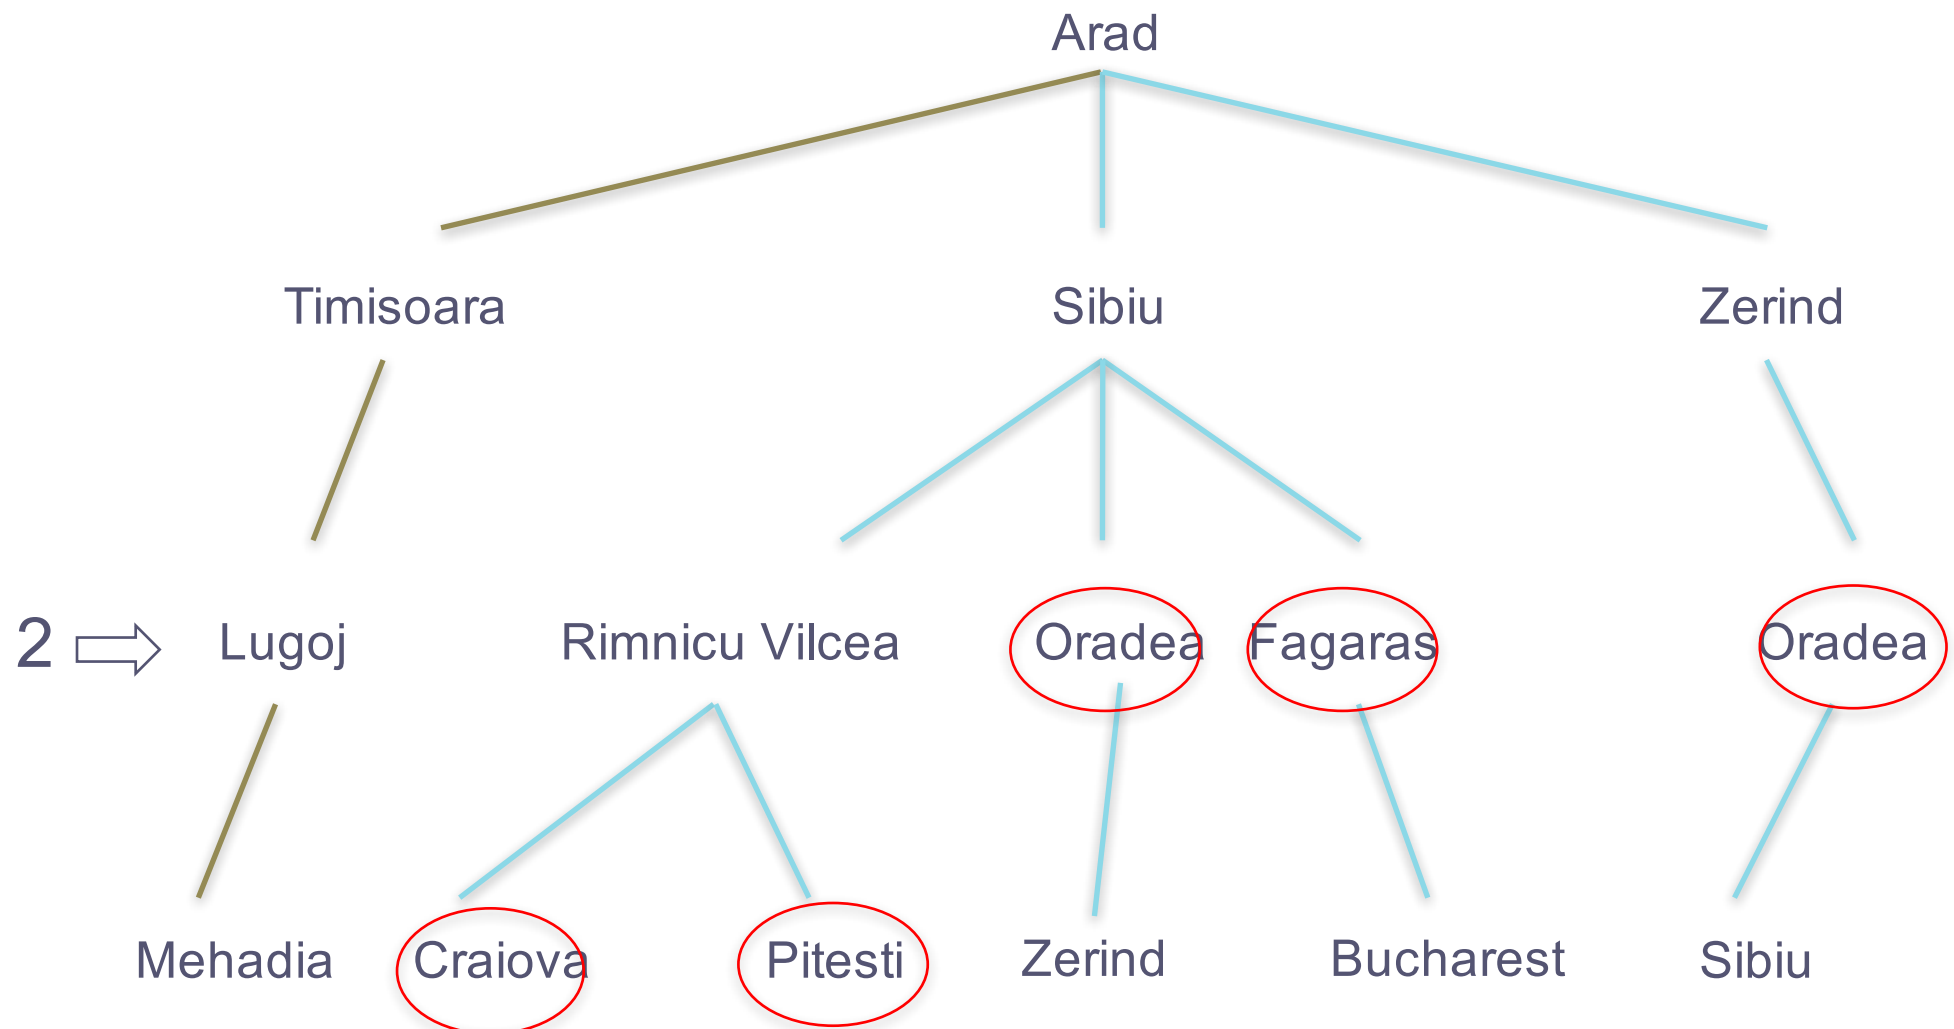 Arad
Timisoara Sibiu Zerind
2 Lugoj Rimnicu Vilcea Oradea Fagaras Oradea
Mehadia Craiova Pitesti Zerind Bucharest Sibiu